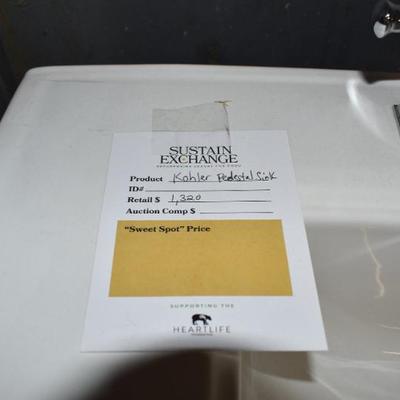 SUSTAIN
EXCHANGE
Product Kohler Pedestal Sink
ID#
Retail $ 1,320
Auction Comp $
"Sweet Spot" Price
SUPPORTING THE
HEARTLIFE